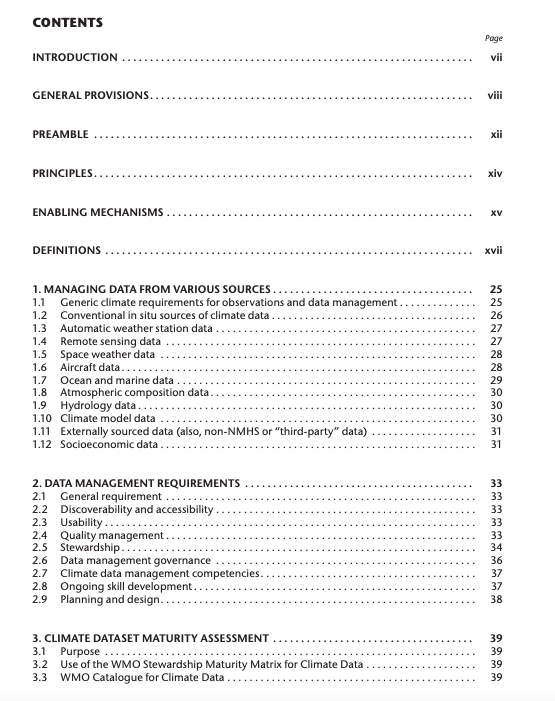 CONTENTS
Page
INTRODUCTION ................................................................ vii
GENERAL PROVISIONS ................................................................ viii
PREAMBLE ................................................................ xii
PRINCIPLES ................................................................ xiv
ENABLING MECHANISMS ................................................................ xv
DEFINITIONS ................................................................ xvii
1. MANAGING DATA FROM VARIOUS SOURCES .................................... 25
1.1 Generic climate requirements for observations and data management .............. 25
1.2 Conventional in situ sources of climate data .................................... 26
1.3 Automatic weather station data .................................... 27
1.4 Remote sensing data .................................... 27
1.5 Space weather data .................................... 28
1.6 Aircraft data .................................... 28
1.7 Ocean and marine data .................................... 29
1.8 Atmospheric composition data .................................... 30
1.9 Hydrology data .................................... 30
1.10 Climate model data .................................... 30
1.11 Externally sourced data (also, non-NMHS or “third-party” data) ................... 31
1.12 Socioeconomic data .................................... 31
2. DATA MANAGEMENT REQUIREMENTS .................................... 33
2.1 General requirement .................................... 33
2.2 Discoverability and accessibility .................................... 33
2.3 Usability .................................... 33
2.4 Quality management .................................... 33
2.5 Stewardship .................................... 34
2.6 Data management governance .................................... 36
2.7 Climate data management competencies .................................... 37
2.8 Ongoing skill development .................................... 37
2.9 Planning and design .................................... 38
3. CLIMATE DATASET MATURITY ASSESSMENT .................................... 39
3.1 Purpose .................................... 39
3.2 Use of the WMO Stewardship Maturity Matrix for Climate Data .................... 39
3.3 WMO Catalogue for Climate Data .................................... 39